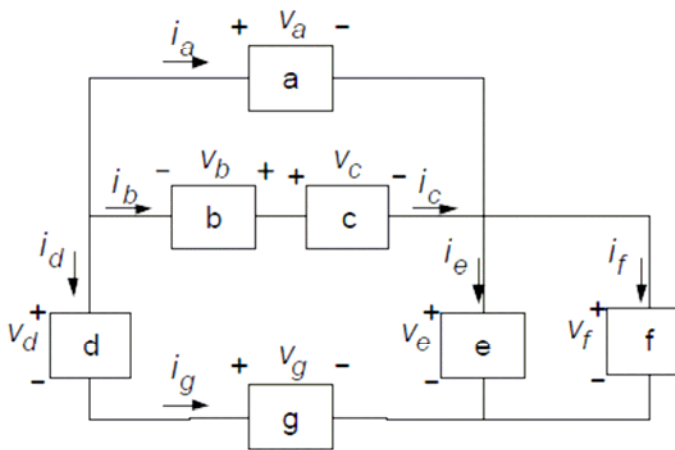 i_a + v_a -
a
i_b - v_b + + v_c - i_c
b c
i_d i_e i_f
+ + +
v_d d v_e e v_f f
- - -
i_g + v_g -
g